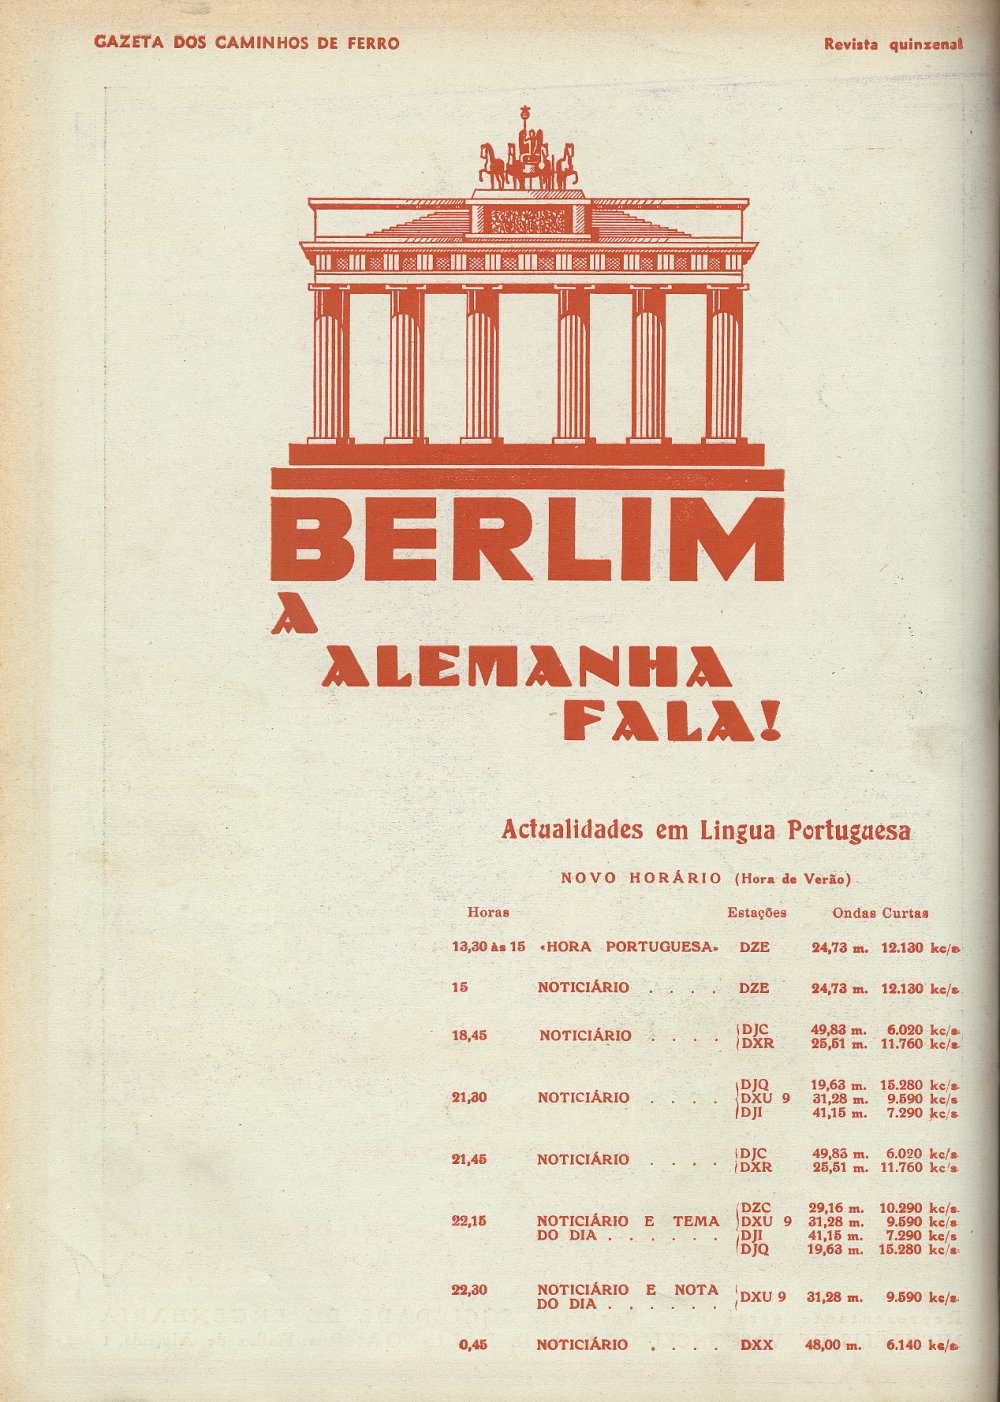 GAZETA DOS CAMINHOS DE FERRO
Revista quinzenal
BERLIM
A
ALEMANHA
FALA!
Actualidades em Lingua Portuguesa
NOVO HORÁRIO (Hora de Verão)
Horas Estações Ondas Curtas
13,30 às 15 «HORA PORTUGUESA» DZE 24,73 m. 12.130 kc/s.
15 NOTICIÁRIO . . . . DZE 24,73 m. 12.130 kc/s.
18,45 NOTICIÁRIO . . . . DJC 49,83 m. 6.020 kc/s.
DXR 25,51 m. 11.760 kc/s.
21,30 NOTICIÁRIO . . . . DJQ 19,63 m. 15.280 kc/s.
DXU 9 31,28 m. 9.590 kc/s
DJI 41,15 m. 7.290 kc/s.
21,45 NOTICIÁRIO . . . . DJC 49,83 m. 6.020 kc/s.
DXR 25,51 m. 11.760 kc/s.
22,15 NOTICIÁRIO E TEMA DO DIA . . . . . . DZC 29,16 m. 10.290 kc/s.
DXU 9 31,28 m. 9.590 kc/s.
DJI 41,15 m. 7.290 kc/s
DJQ 19,63 m. 15.280 kc/s.
22,30 NOTICIÁRIO E NOTA DO DIA . . . . . . DXU 9 31,28 m. 9.590 kc/s.
0,45 NOTICIÁRIO . . . . DXX 48,00 m. 6.140 kc/s.